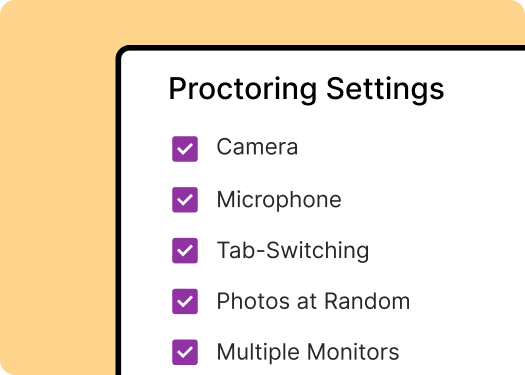 Proctoring Settings
Camera
Microphone
Tab-Switching
Photos at Random
Multiple Monitors